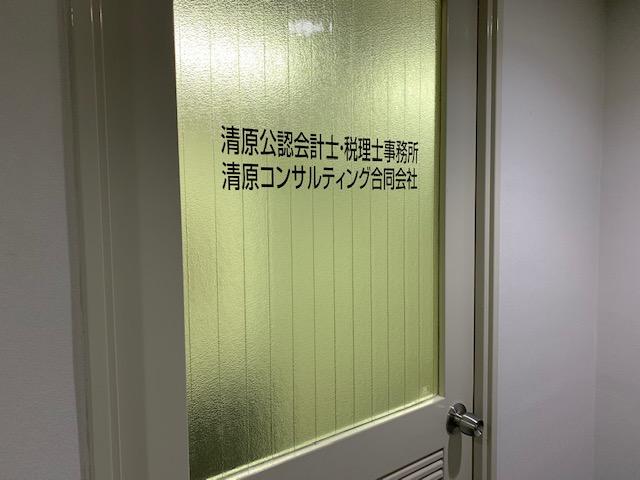 清原公認会計士・税理士事務所
清原コンサルティング合同会社